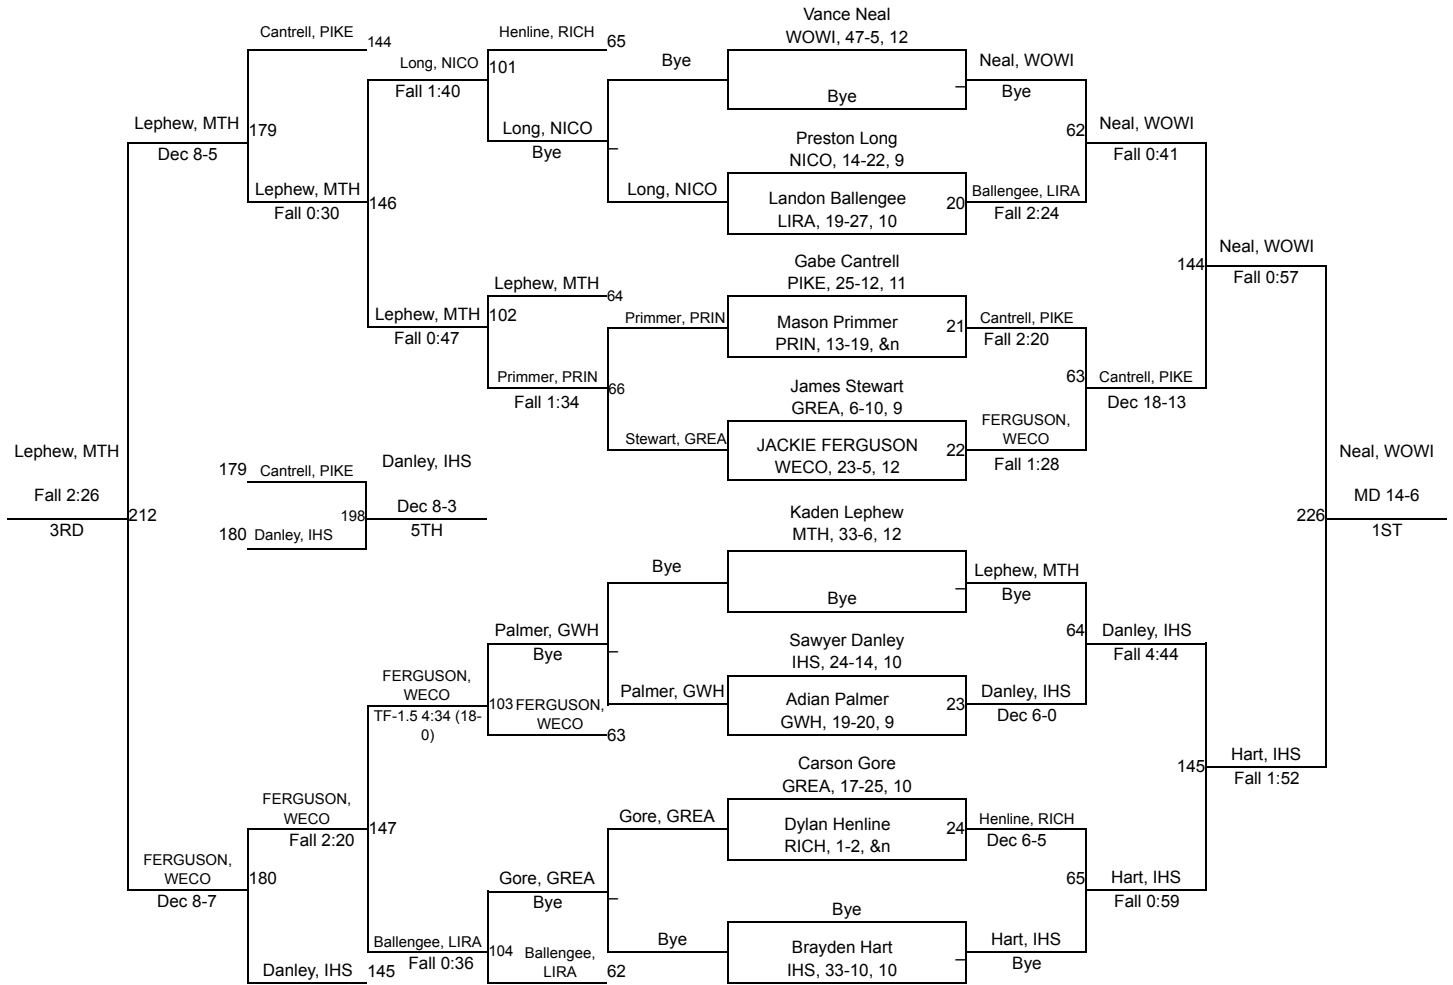 Vance Neal
WOWI, 47-5, 12
Cantrell, PIKE 144
Henline, RICH 65
Long, NICO 101
Fall 1:40
Bye
Neal, WOWI
Bye
Bye
–
Lephew, MTH 179
Dec 8-5
Long, NICO
Bye
–
62 Neal, WOWI
Fall 0:41
Preston Long
NICO, 14-22, 9
Lephew, MTH
Fall 0:30
146
Long, NICO
Landon Ballengee
LIRA, 19-27, 10
20 Ballengee, LIRA
Fall 2:24
144 Neal, WOWI
Fall 0:57
Gabe Cantrell
PIKE, 25-12, 11
Lephew, MTH 64
Lephew, MTH 102
Fall 0:47
Primmer, PRIN
Mason Primmer
PRIN, 13-19, &n
21 Cantrell, PIKE
Fall 2:20
Primmer, PRIN 66
Fall 1:34
63 Cantrell, PIKE
Dec 18-13
James Stewart
GREA, 6-10, 9
Stewart, GREA
JACKIE FERGUSON
WECO, 23-5, 12
22
FERGUSON,
WECO
Fall 1:28
Lephew, MTH
Fall 2:26
3RD
212
179 Cantrell, PIKE
180 Danley, IHS
198
Danley, IHS
Dec 8-3
5TH
Neal, WOWI
226 MD 14-6
1ST
Kaden Lephew
MTH, 33-6, 12
Bye
Bye
–
Lephew, MTH
Bye
Palmer, GWH
Bye
–
64 Danley, IHS
Fall 4:44
Sawyer Danley
IHS, 24-14, 10
FERGUSON,
WECO
TF-1.5 4:34 (18-
0)
103 FERGUSON,
WECO
63
Palmer, GWH
Adian Palmer
GWH, 19-20, 9
23 Danley, IHS
Dec 6-0
145 Hart, IHS
Fall 1:52
Carson Gore
GREA, 17-25, 10
FERGUSON,
WECO
Fall 2:20
147
Gore, GREA
Dylan Henline
RICH, 1-2, &n
24 Henline, RICH
Dec 6-5
FERGUSON,
WECO
Dec 8-7
180
Gore, GREA
Bye
–
65 Hart, IHS
Fall 0:59
Bye
Ballengee, LIRA
Fall 0:36
104 Ballengee,
LIRA
62
Bye
Brayden Hart
IHS, 33-10, 10
–
Hart, IHS
Bye
Danley, IHS 145